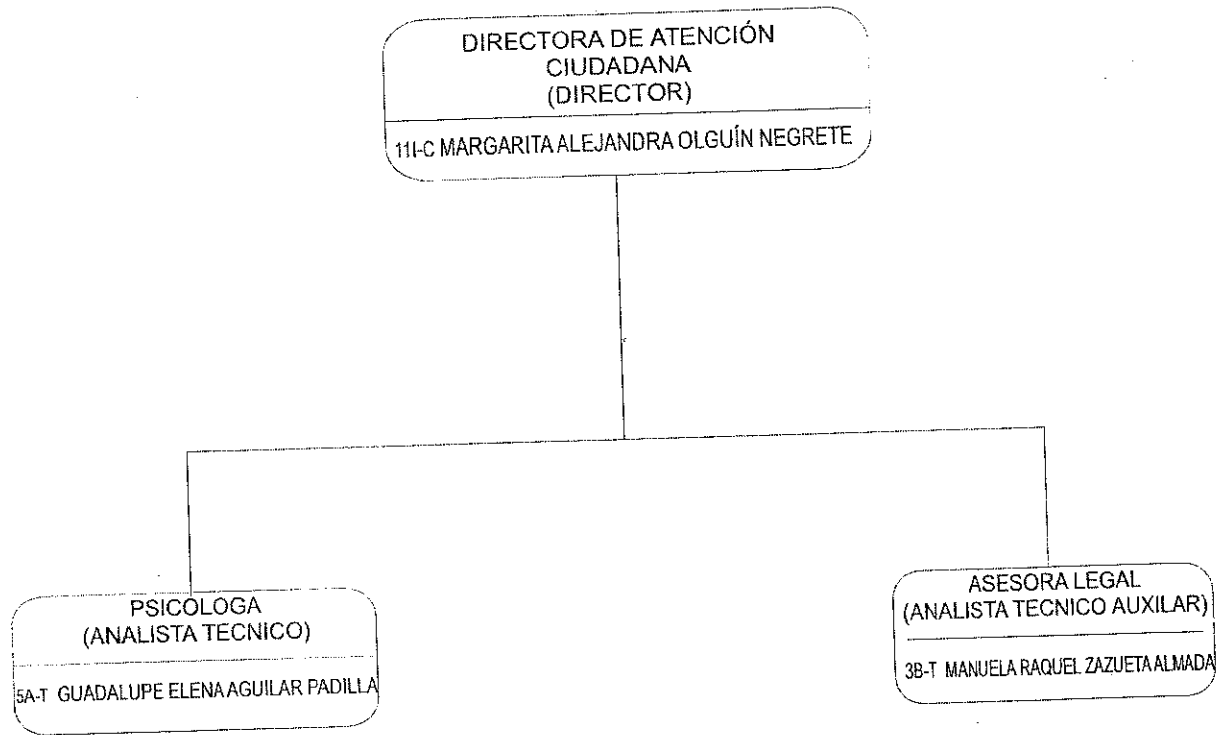 DIRECTORA DE ATENCIÓN
CIUDADANA
(DIRECTOR)
11I-C MARGARITA ALEJANDRA OLGUÍN NEGRETE
PSICOLOGA
(ANALISTA TECNICO)
5A-T GUADALUPE ELENA AGUILAR PADILLA
ASESORA LEGAL
(ANALISTA TECNICO AUXILAR)
3B-T MANUELA RAQUEL ZAZUETA ALMADA